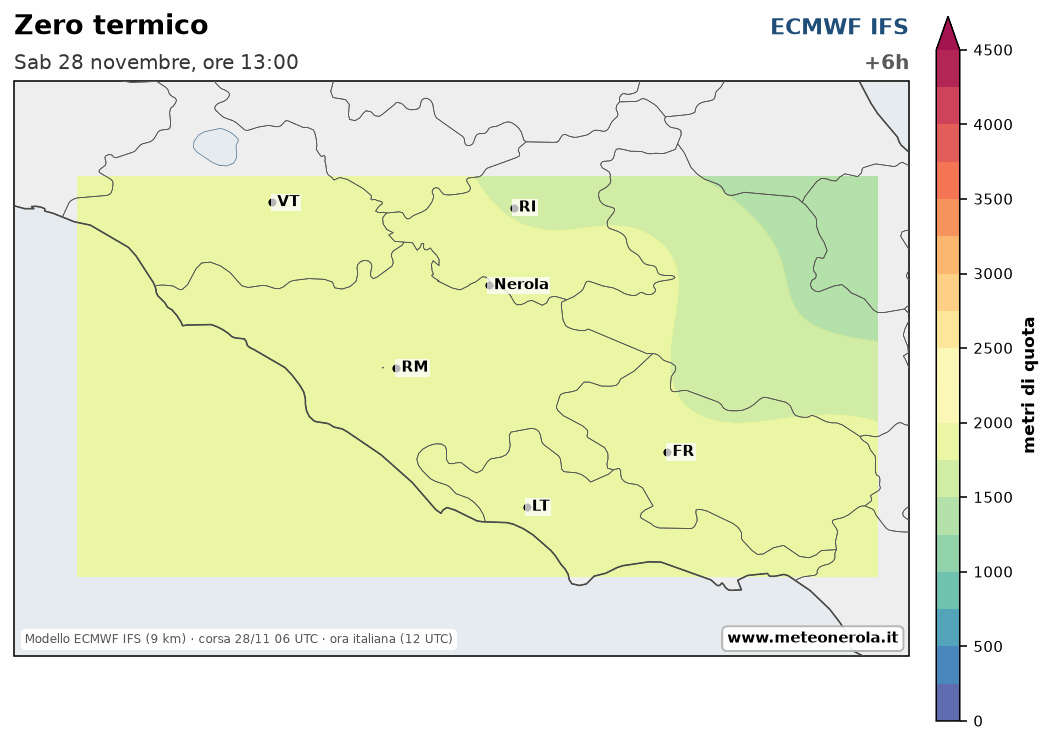 Zero termico
ECMWF IFS
Sab 28 novembre, ore 13:00
+6h
VT
RI
Nerola
RM
FR
LT
Modello ECMWF IFS (9 km) · corsa 28/11 06 UTC · ora italiana (12 UTC)
www.meteonerola.it
4500
4000
3500
3000
2500
2000
1500
1000
500
0
metri di quota